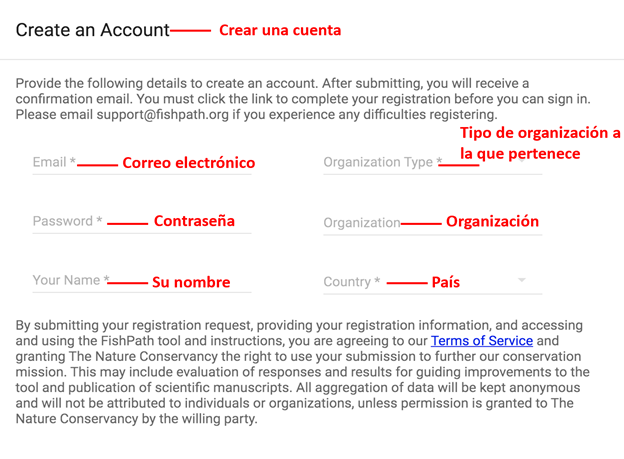 Create an Account Crear una cuenta
Provide the following details to create an account. After submitting, you will receive a
confirmation email. You must click the link to complete your registration before you can sign in.
Please email support@fishpath.org if you experience any difficulties registering.
Tipo de organización a
la que pertenece
Email * Correo electrónico
Organization Type *
Password * Contraseña
Organization Organización
Your Name * Su nombre
Country * País
By submitting your registration request, providing your registration information, and accessing
and using the FishPath tool and instructions, you are agreeing to our Terms of Service and
granting The Nature Conservancy the right to use your submission to further our conservation
mission. This may include evaluation of responses and results for guiding improvements to the
tool and publication of scientific manuscripts. All aggregation of data will be kept anonymous
and will not be attributed to individuals or organizations, unless permission is granted to The
Nature Conservancy by the willing party.